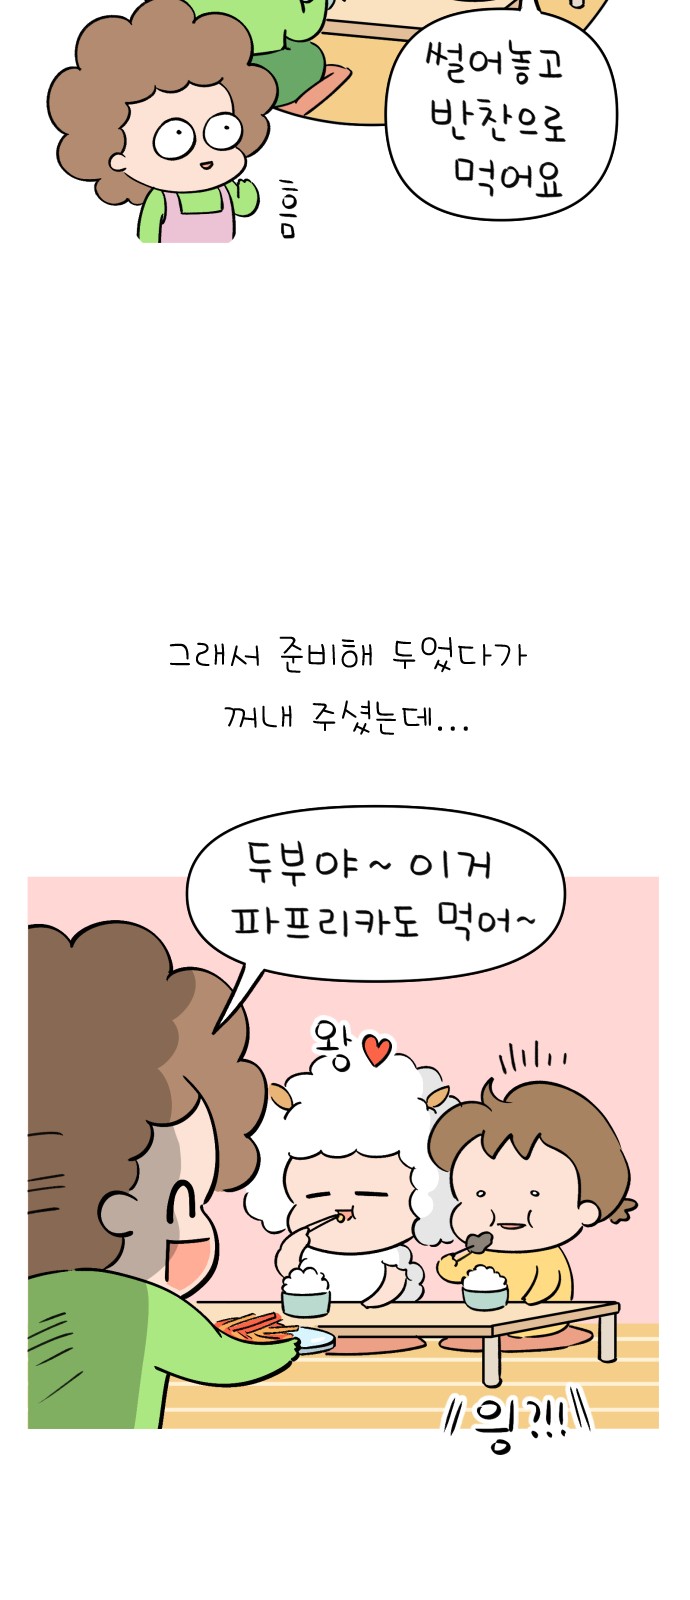 썰어놓고
반찬으로
먹어요
흠
그래서 준비해 두었다가
꺼내 주셨는데...
두부야~ 이거
파프리카도 먹어~
왕♥
잉?!!!